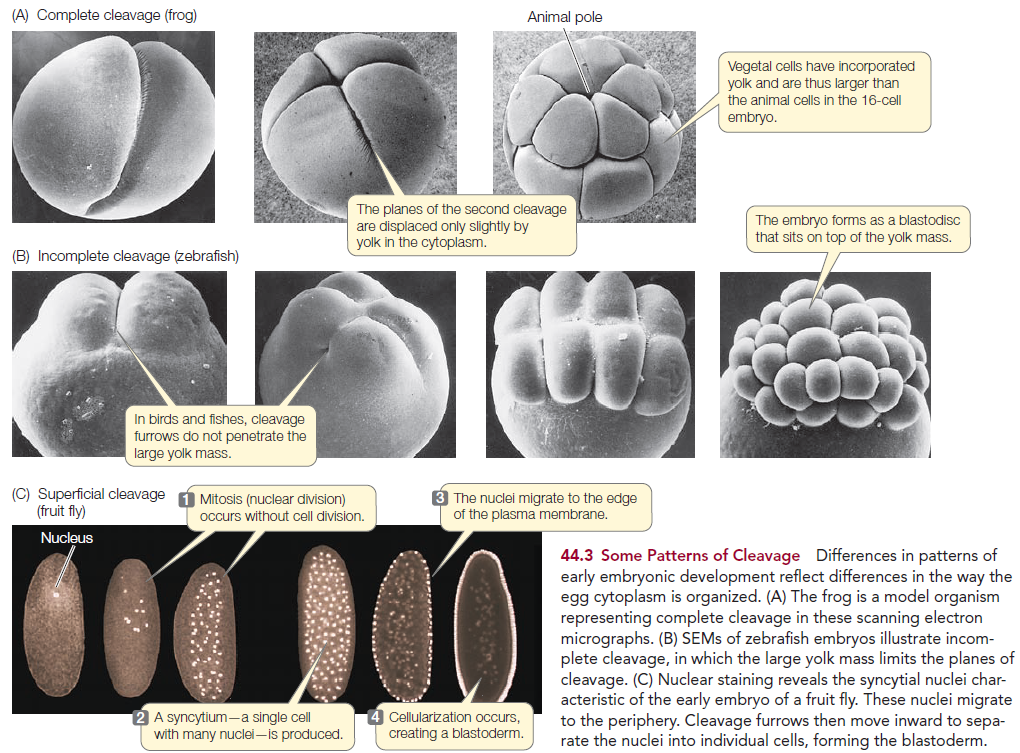 (A) Complete cleavage (frog)
Animal pole
Vegetal cells have incorporated
yolk and are thus larger than
the animal cells in the 16-cell
embryo.
The planes of the second cleavage
are displaced only slightly by
yolk in the cytoplasm.
The embryo forms as a blastodisc
that sits on top of the yolk mass.
(B) Incomplete cleavage (zebrafish)
In birds and fishes, cleavage
furrows do not penetrate the
large yolk mass.
(C) Superficial cleavage
(fruit fly)
1 Mitosis (nuclear division)
occurs without cell division.
3 The nuclei migrate to the edge
of the plasma membrane.
Nucleus
2 A syncytium—a single cell
with many nuclei—is produced.
4 Cellularization occurs,
creating a blastoderm.
44.3 Some Patterns of Cleavage Differences in patterns of
early embryonic development reflect differences in the way the
egg cytoplasm is organized. (A) The frog is a model organism
representing complete cleavage in these scanning electron
micrographs. (B) SEMs of zebrafish embryos illustrate incom-
plete cleavage, in which the large yolk mass limits the planes of
cleavage. (C) Nuclear staining reveals the syncytial nuclei char-
acteristic of the early embryo of a fruit fly. These nuclei migrate
to the periphery. Cleavage furrows then move inward to sepa-
rate the nuclei into individual cells, forming the blastoderm.